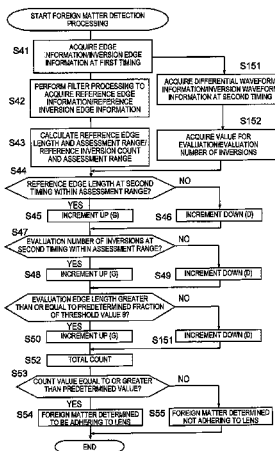 START FOREIGN MATTER DETECTION
PROCESSING
S41
ACQUIRE EDGE
INFORMATION/INVERSION EDGE
INFORMATION AT FIRST TIMING
S151
ACQUIRE DIFFERENTIAL WAVEFORM
INFORMATION/INVERSION WAVEFORM
INFORMATION AT SECOND TIMING
S42
PERFORM FILTER PROCESSING TO
ACQUIRE REFERENCE EDGE
INFORMATION/REFERENCE
INVERSION EDGE INFORMATION
S152
ACQUIRE VALUE FOR
EVALUATION/EVALUATION
NUMBER OF INVERSIONS
S43
CALCULATE REFERENCE EDGE
LENGTH AND ASSESSMENT RANGE/
REFERENCE INVERSION COUNT
AND ASSESSMENT RANGE
S44
REFERENCE EDGE LENGTH AT SECOND
TIMING WITHIN ASSESSMENT RANGE?
NO
YES
S45
INCREMENT UP (G)
S46
INCREMENT DOWN (D)
S47
EVALUATION NUMBER OF INVERSIONS AT
SECOND TIMING WITHIN ASSESSMENT RANGE?
NO
YES
S48
INCREMENT UP (G)
S49
INCREMENT DOWN (D)
EVALUATION EDGE LENGTH GREATER
THAN OR EQUAL TO PREDETERMINED FRACTION
OF THRESHOLD VALUE θ?
NO
YES
S50
INCREMENT UP (G)
S151
INCREMENT DOWN (D)
S52
TOTAL COUNT
S53
COUNT VALUE EQUAL TO OR GREATER
THAN PREDETERMINED VALUE?
NO
YES
S54
FOREIGN MATTER DETERMINED
TO BE ADHERING TO LENS
S55
FOREIGN MATTER DETERMINED
NOT ADHERING TO LENS
END